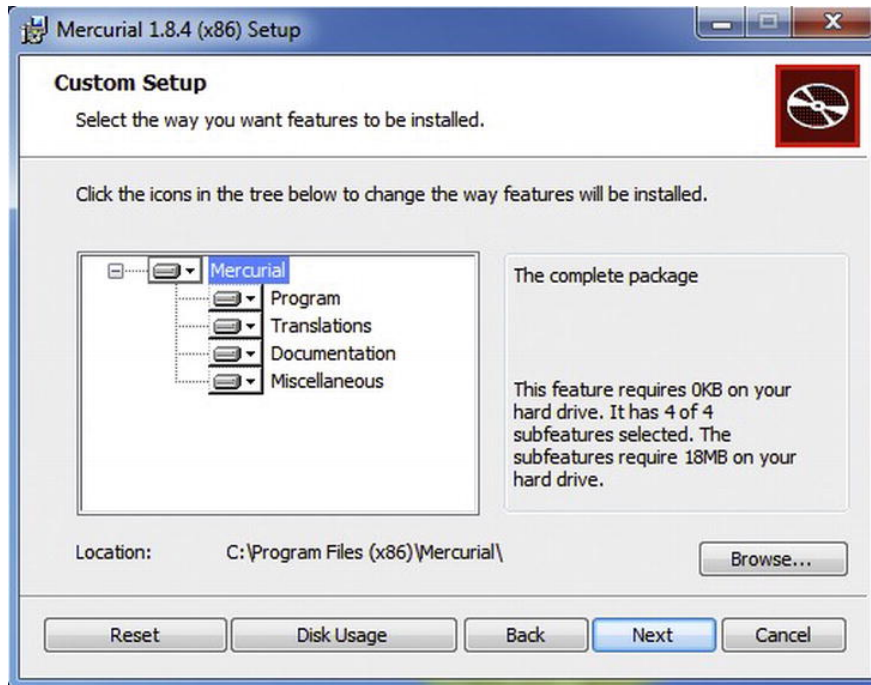 Mercurial 1.8.4 (x86) Setup
Custom Setup
Select the way you want features to be installed.
Click the icons in the tree below to change the way features will be installed.
Mercurial
Program
Translations
Documentation
Miscellaneous
The complete package
This feature requires 0KB on your
hard drive. It has 4 of 4
subfeatures selected. The
subfeatures require 18MB on your
hard drive.
Location: C:\Program Files (x86)\Mercurial\
Browse...
Reset Disk Usage Back Next Cancel